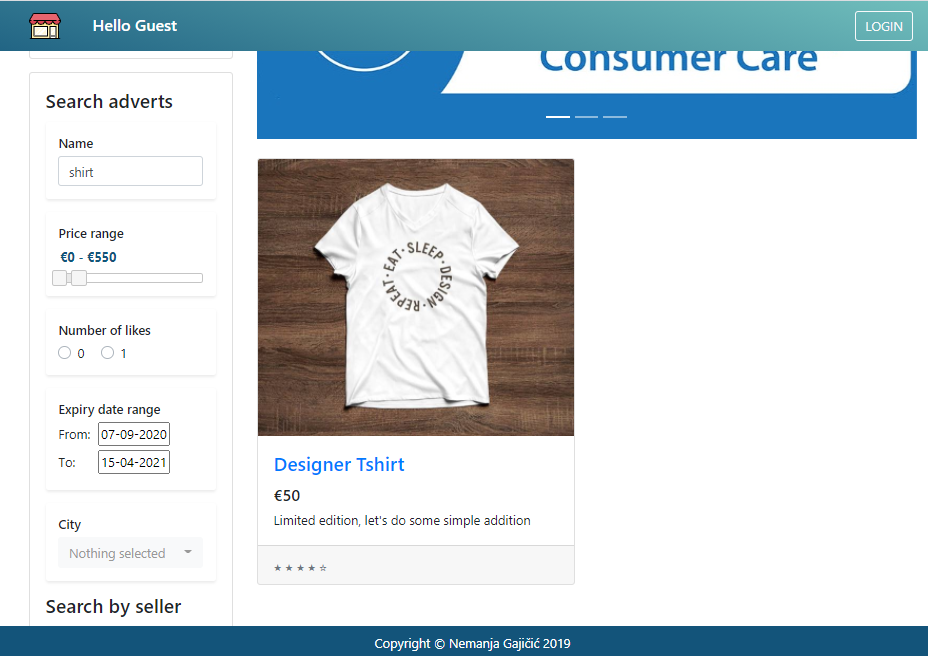 Hello Guest
LOGIN
Consumer Care
Search adverts
Name
shirt
Price range
€0 - €550
Number of likes
0 1
Expiry date range
From: 07-09-2020
To: 15-04-2021
City
Nothing selected
Search by seller
EAT · SLEEP · DESIGN · REPEAT ·
Designer Tshirt
€50
Limited edition, let's do some simple addition
Copyright © Nemanja Gajičić 2019